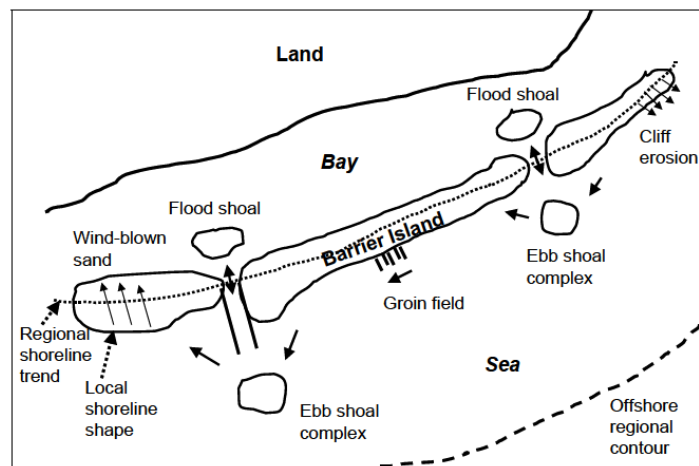 Land
Flood shoal
Cliff
erosion
Bay
Flood shoal
Wind-blown
sand
Barrier Island
Ebb shoal
complex
Groin field
Regional
shoreline
trend
Local
shoreline
shape
Sea
Ebb shoal
complex
Offshore
regional
contour